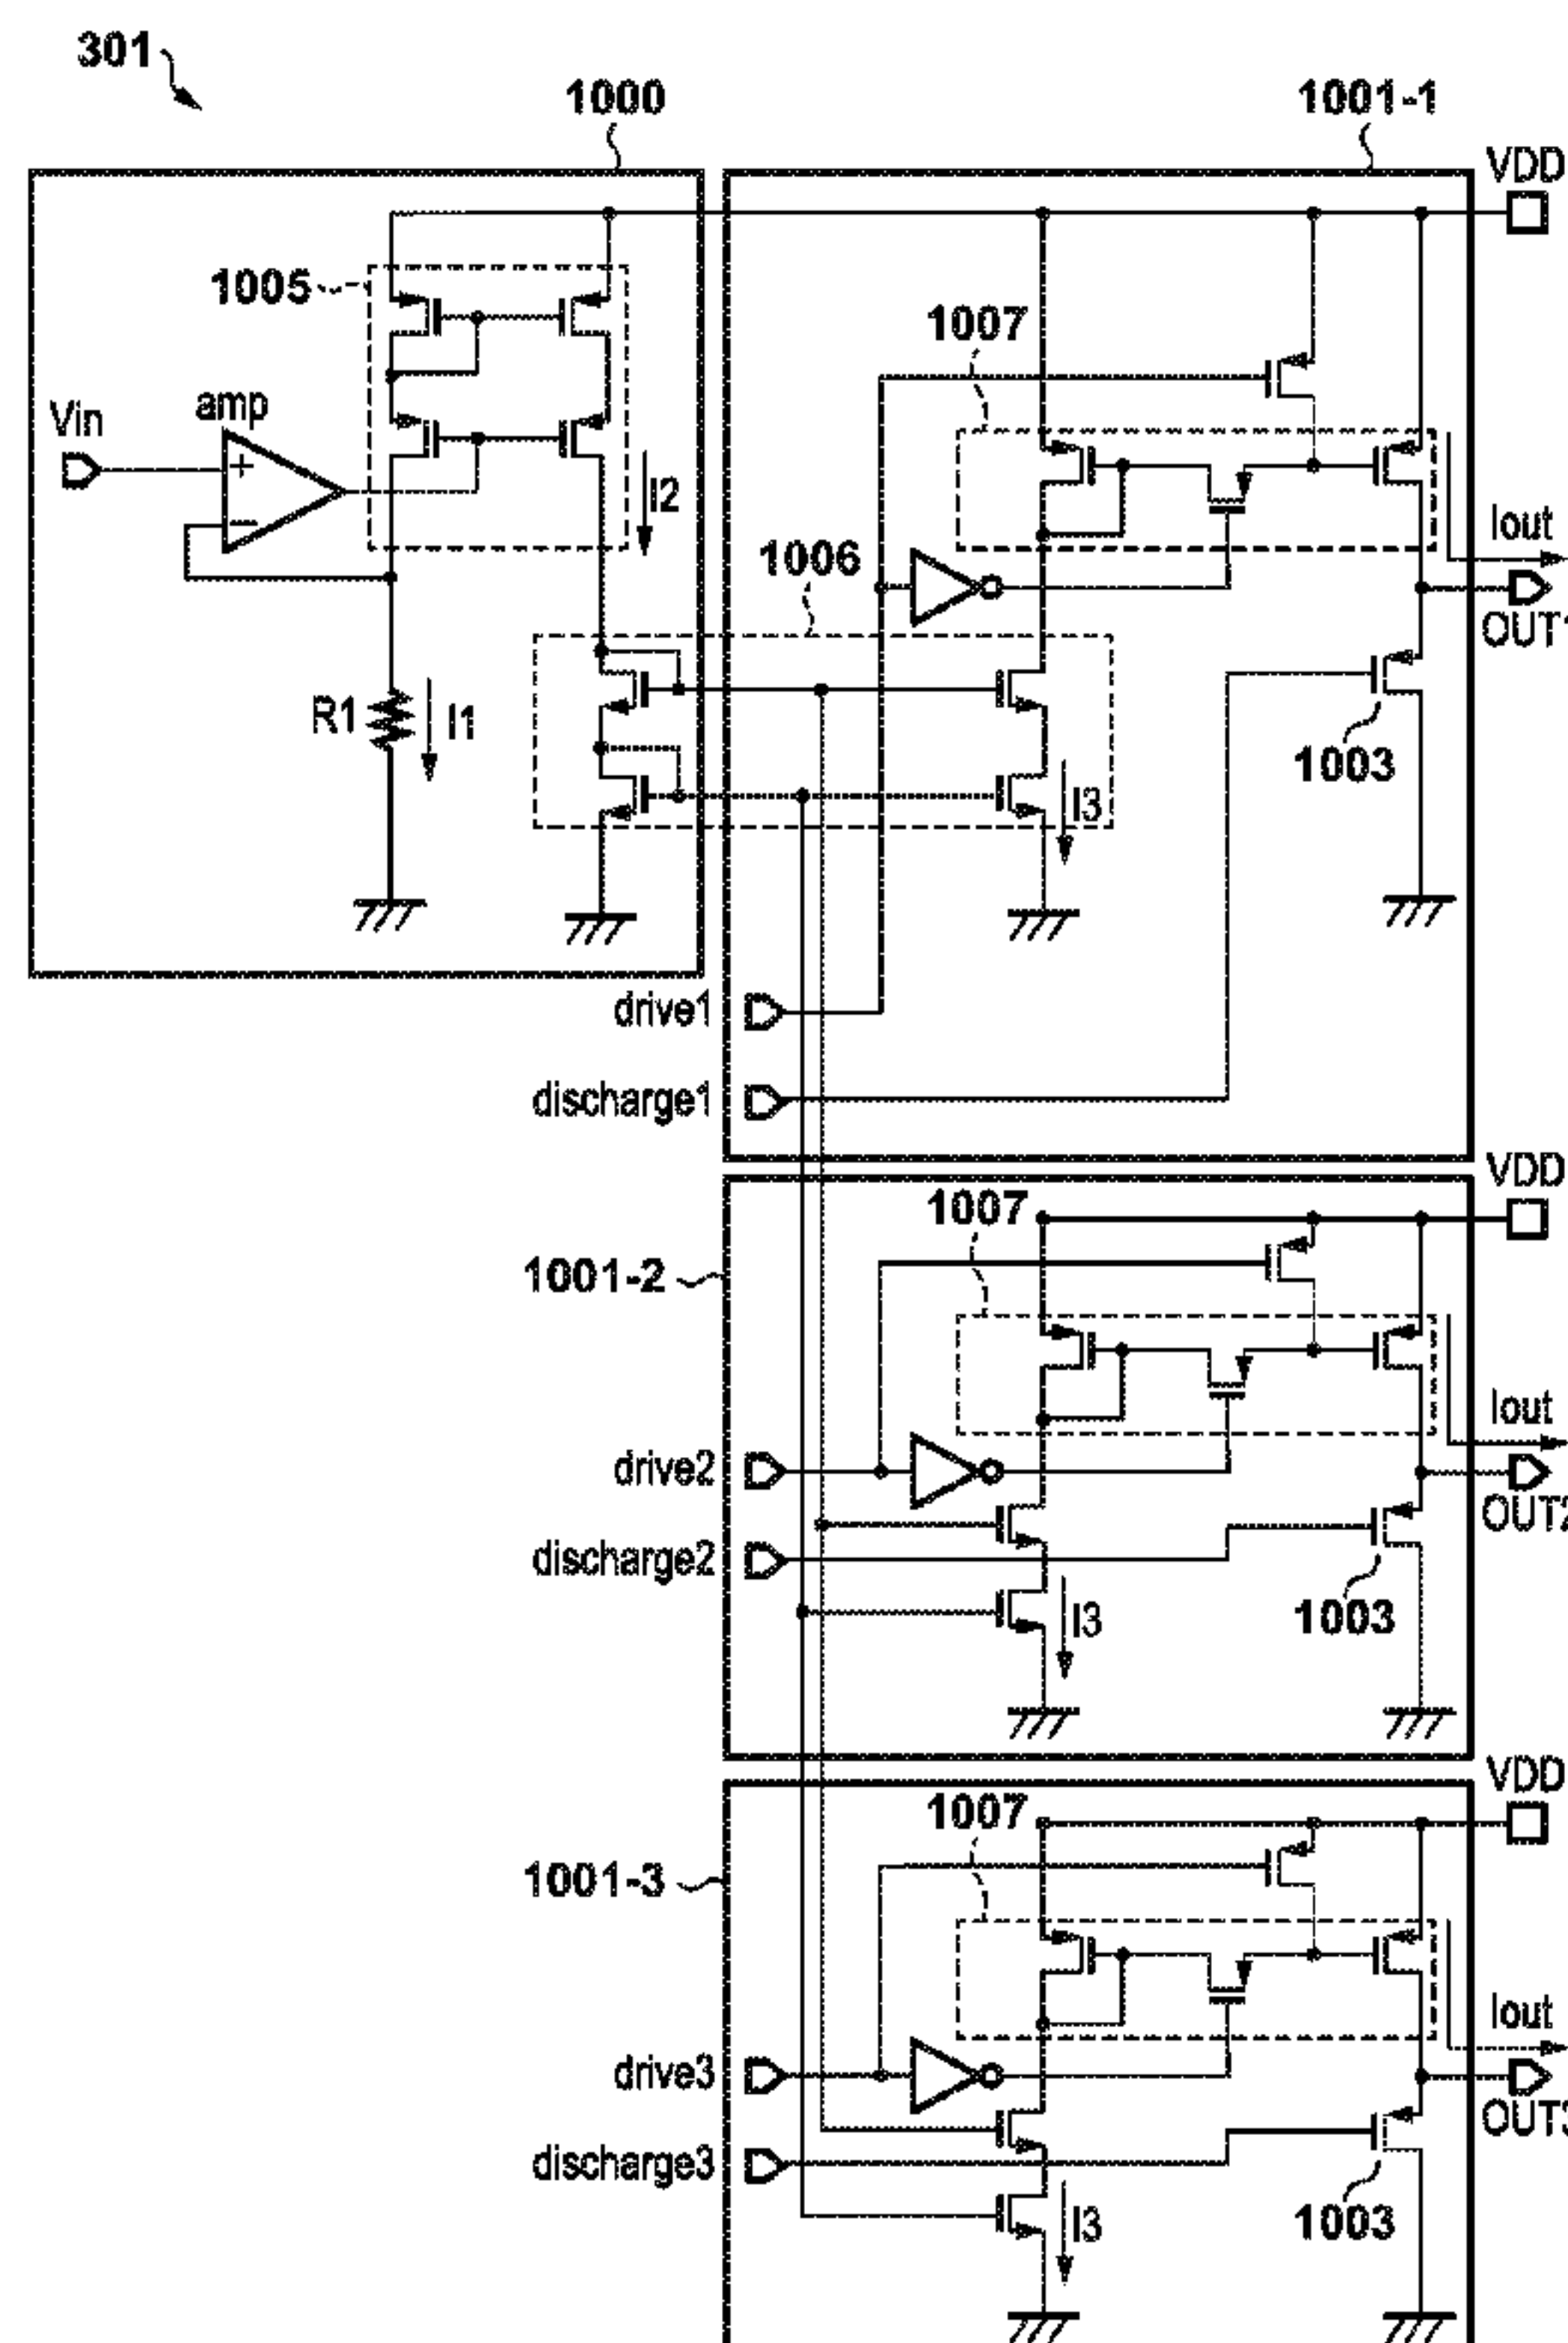 301
1000
1001-1
VDD
1005
1007
Vin
amp
I2
Iout
1006
OUT1
R1
I1
1003
I3
drive1
discharge1
VDD
1007
1001-2
Iout
drive2
OUT2
discharge2
1003
I3
VDD
1007
1001-3
Iout
drive3
OUT3
discharge3
1003
I3